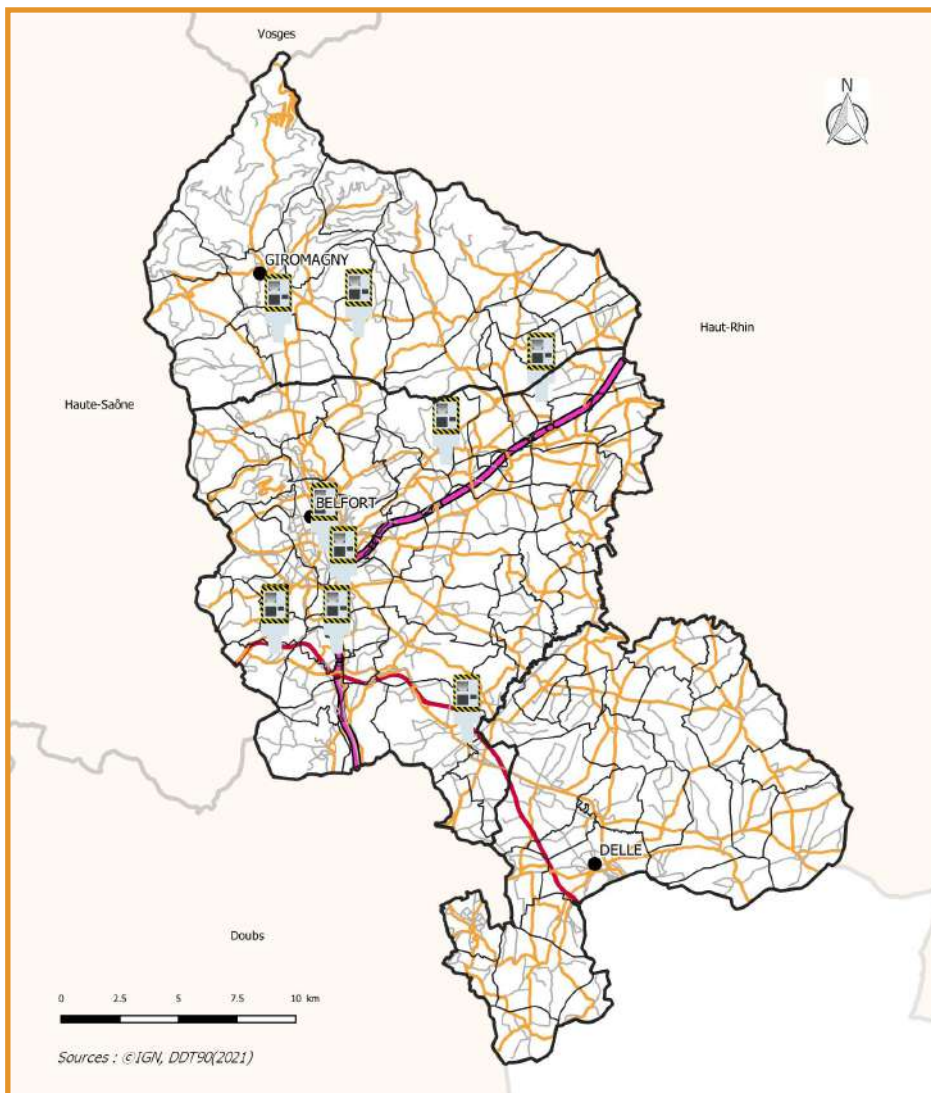 Vosges
N
GIROMAGNY
Haut-Rhin
Haute-Saône
BELFORT
DELLE
Doubs
0 2.5 5 7.5 10 km
Sources : ©IGN, DDT90(2021)